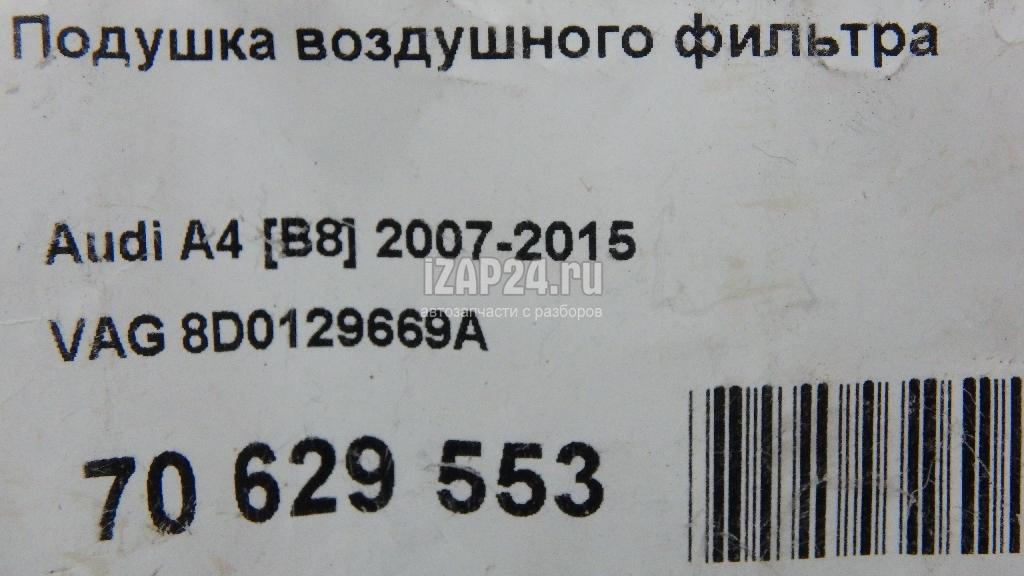 Подушка воздушного фильтра
Audi A4 [B8] 2007-2015
iZAP24.ru
автозапчасти с разборов
VAG 8D0129669A
70 629 553